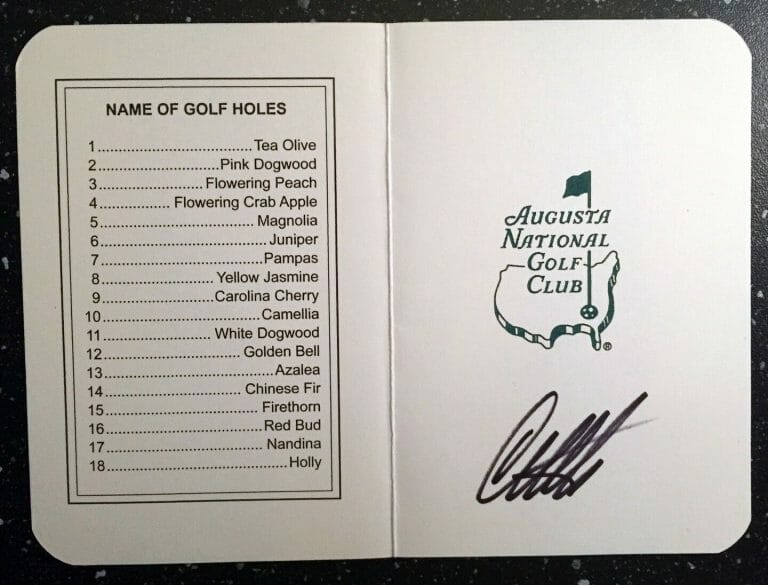 NAME OF GOLF HOLES
1..............................Tea Olive
2........................Pink Dogwood
3.....................Flowering Peach
4.............. Flowering Crab Apple
5............................... Magnolia
6.................................Juniper
7................................Pampas
8........................Yellow Jasmine
9.......................Carolina Cherry
10................................ Camellia
11...................... White Dogwood
12........................... Golden Bell
13..................................Azalea
14........................... Chinese Fir
15...............................Firethorn
16................................Red Bud
17............................... Nandina
18.....................................Holly
AUGUSTA
NATIONAL
GOLF
CLUB
®